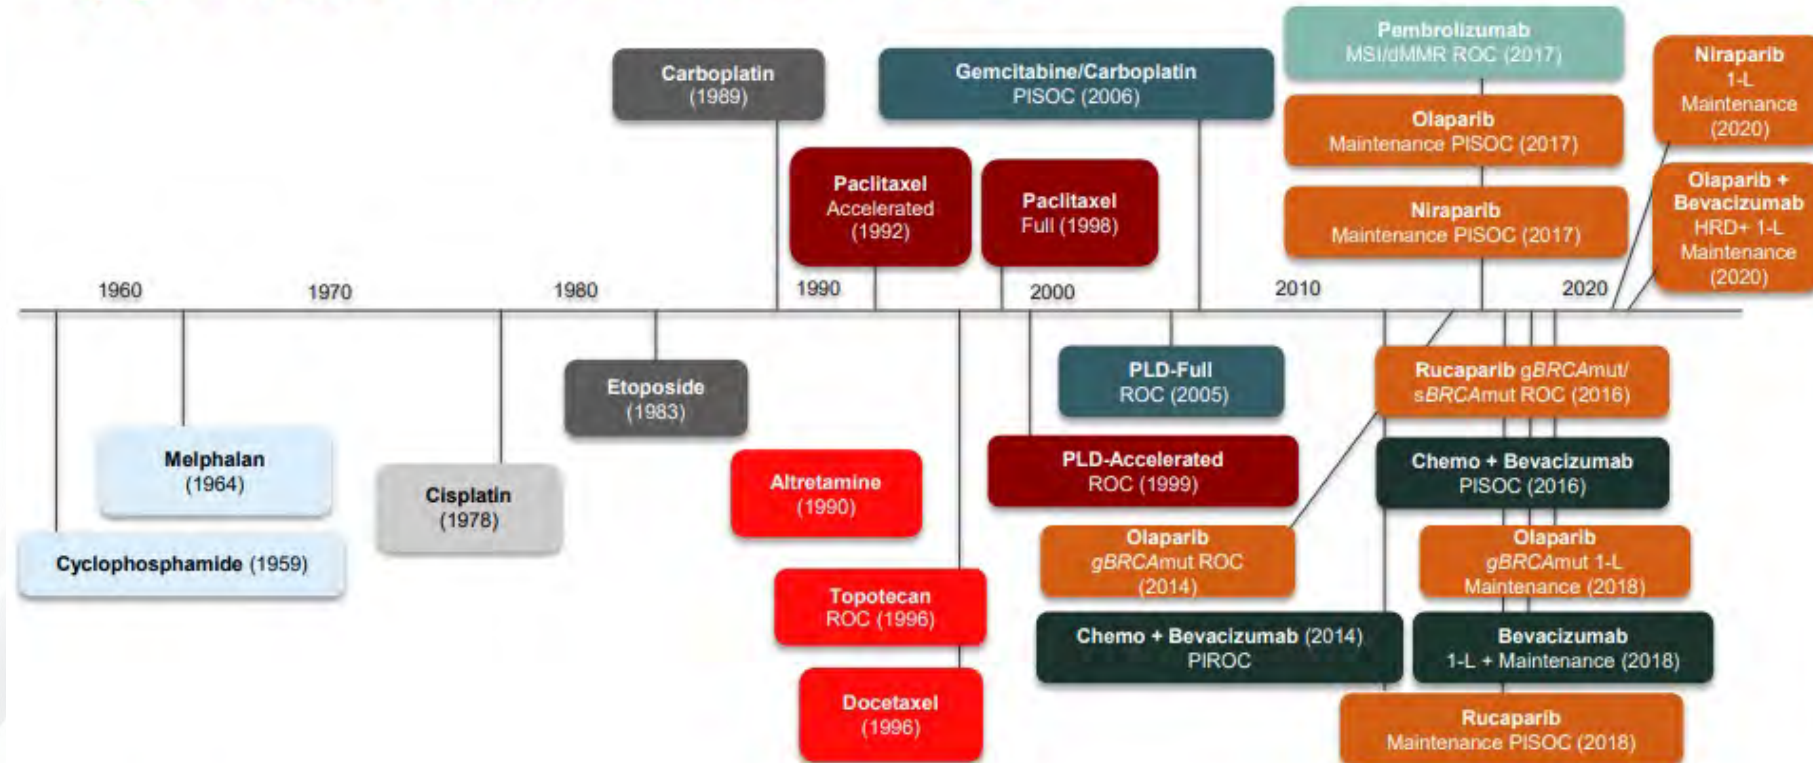 Pembrolizumab
MSI/dMMR ROC (2017)
Carboplatin
(1989)
Gemcitabine/Carboplatin
PISOC (2006)
Niraparib
1-L
Maintenance
(2020)
Olaparib
Maintenance PISOC (2017)
Paclitaxel
Accelerated
(1992)
Paclitaxel
Full (1998)
Niraparib
Maintenance PISOC (2017)
Olaparib +
Bevacizumab
HRD+ 1-L
Maintenance
(2020)
1960 1970 1980 1990 2000 2010 2020
Etoposide
(1983)
PLD-Full
ROC (2005)
Rucaparib gBRCAmut/
sBRCAmut ROC (2016)
Melphalan
(1964)
Cisplatin
(1978)
Altretamine
(1990)
PLD-Accelerated
ROC (1999)
Chemo + Bevacizumab
PISOC (2016)
Cyclophosphamide (1959)
Olaparib
gBRCAmut ROC
(2014)
Olaparib
gBRCAmut 1-L
Maintenance (2018)
Topotecan
ROC (1996)
Chemo + Bevacizumab (2014)
PIROC
Bevacizumab
1-L + Maintenance (2018)
Docetaxel
(1996)
Rucaparib
Maintenance PISOC (2018)